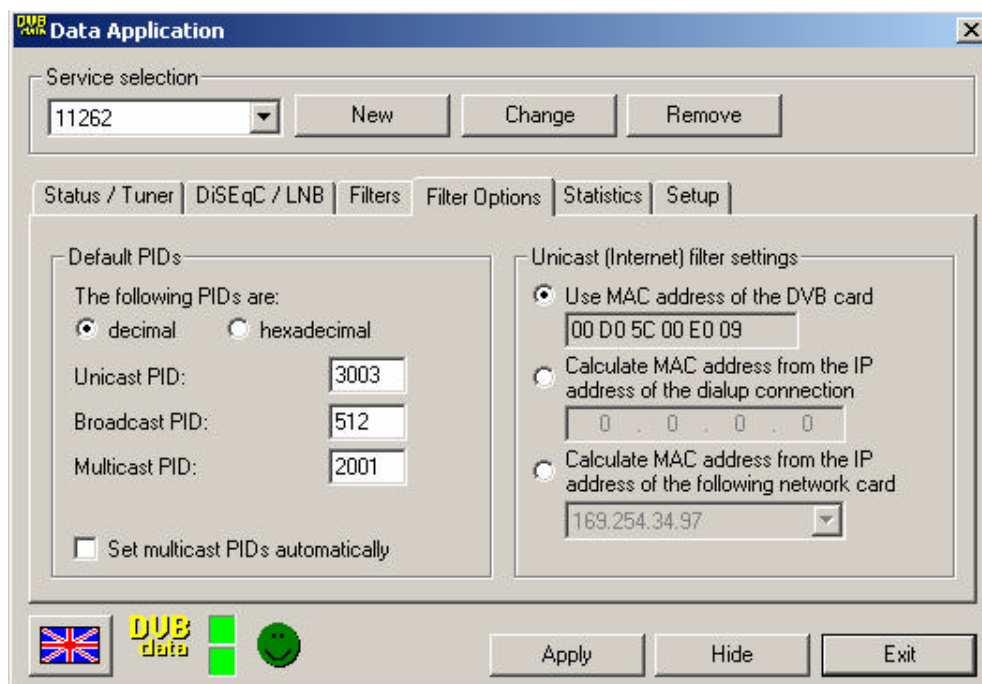 DVB data Data Application
Service selection
11262 New Change Remove
Status / Tuner DiSEqC / LNB Filters Filter Options Statistics Setup
Default PIDs
The following PIDs are:
decimal hexadecimal
Unicast PID: 3003
Broadcast PID: 512
Multicast PID: 2001
Set multicast PIDs automatically
Unicast (Internet) filter settings
Use MAC address of the DVB card
00 D0 5C 00 E0 09
Calculate MAC address from the IP
address of the dialup connection
0 . 0 . 0 . 0
Calculate MAC address from the IP
address of the following network card
169.254.34.97
DVB
data
Apply Hide Exit